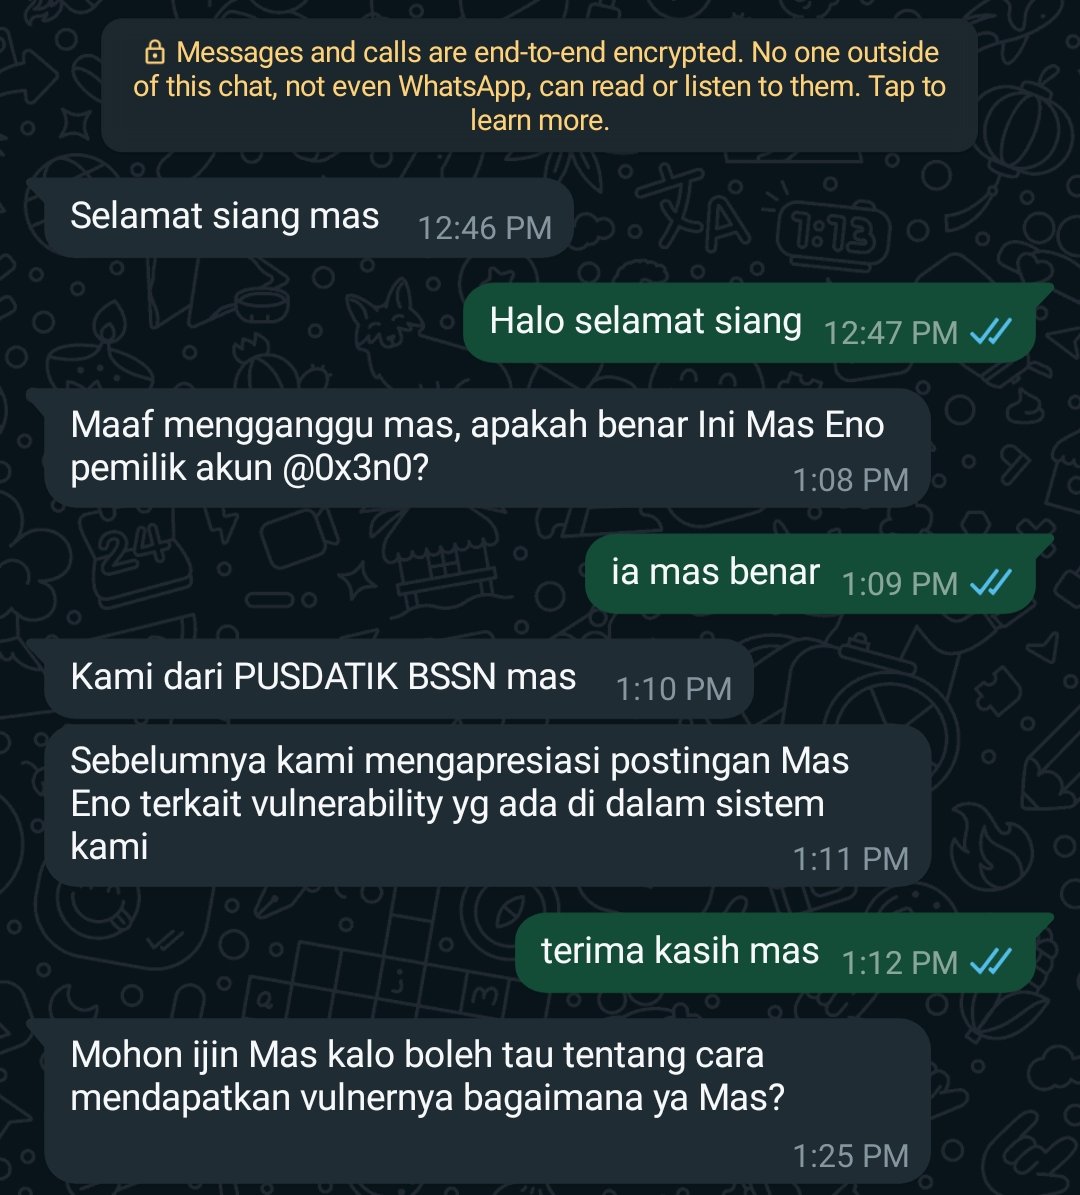 Messages and calls are end-to-end encrypted. No one outside
of this chat, not even WhatsApp, can read or listen to them. Tap to
learn more.
Selamat siang mas 12:46 PM
Halo selamat siang 12:47 PM
Maaf mengganggu mas, apakah benar Ini Mas Eno
pemilik akun @0x3n0?
1:08 PM
ia mas benar 1:09 PM
Kami dari PUSDATIK BSSN mas 1:10 PM
Sebelumnya kami mengapresiasi postingan Mas
Eno terkait vulnerability yg ada di dalam sistem
kami
1:11 PM
terima kasih mas 1:12 PM
Mohon ijin Mas kalo boleh tau tentang cara
mendapatkan vulnernya bagaimana ya Mas?
1:25 PM